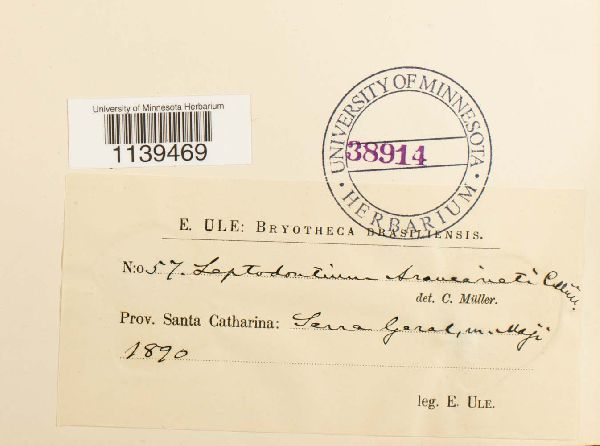 University of Minnesota Herbarium
1139469
UNIVERSITY OF MINNESOTA
38914
· HERBARIUM ·
E. ULE: BRYOTHECA BRASILIENSIS.
N:o 57. Leptodontium Araucarieti C. Müll.
det. C. Müller.
Prov. Santa Catharina: Serra Geral, m. Maji
1890
leg. E. ULE.